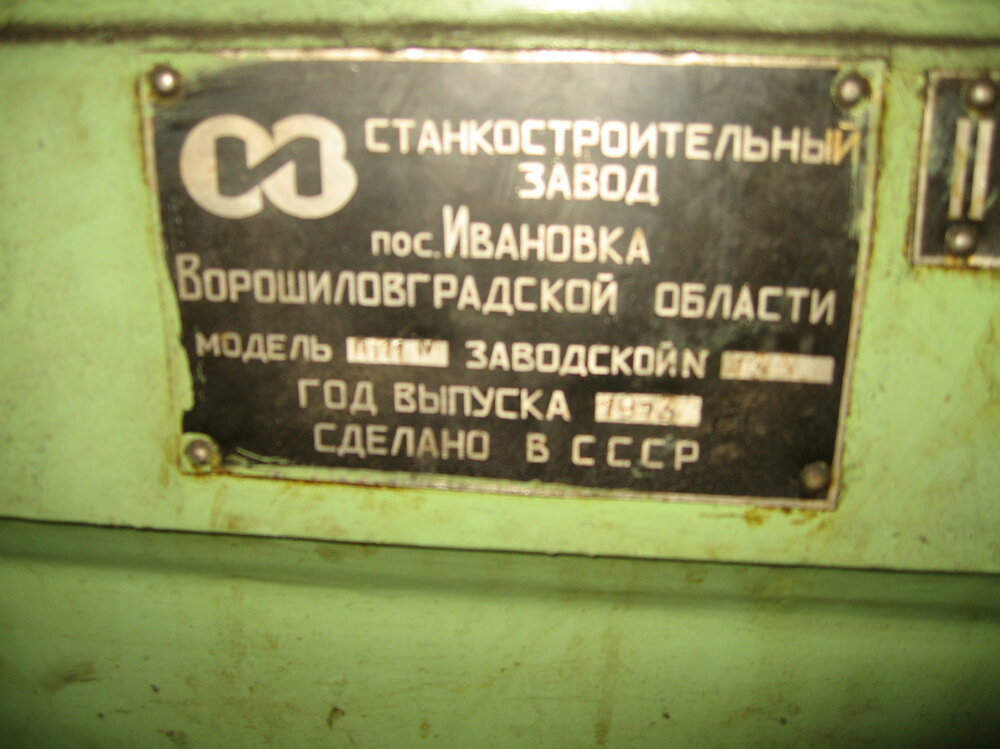 СТАНКОСТРОИТЕЛЬНЫЙ
ЗАВОД
пос. ИВАНОВКА
ВОРОШИЛОВГРАДСКОЙ ОБЛАСТИ
МОДЕЛЬ ЗАВОДСКОЙ N
ГОД ВЫПУСКА 1976
СДЕЛАНО В СССР